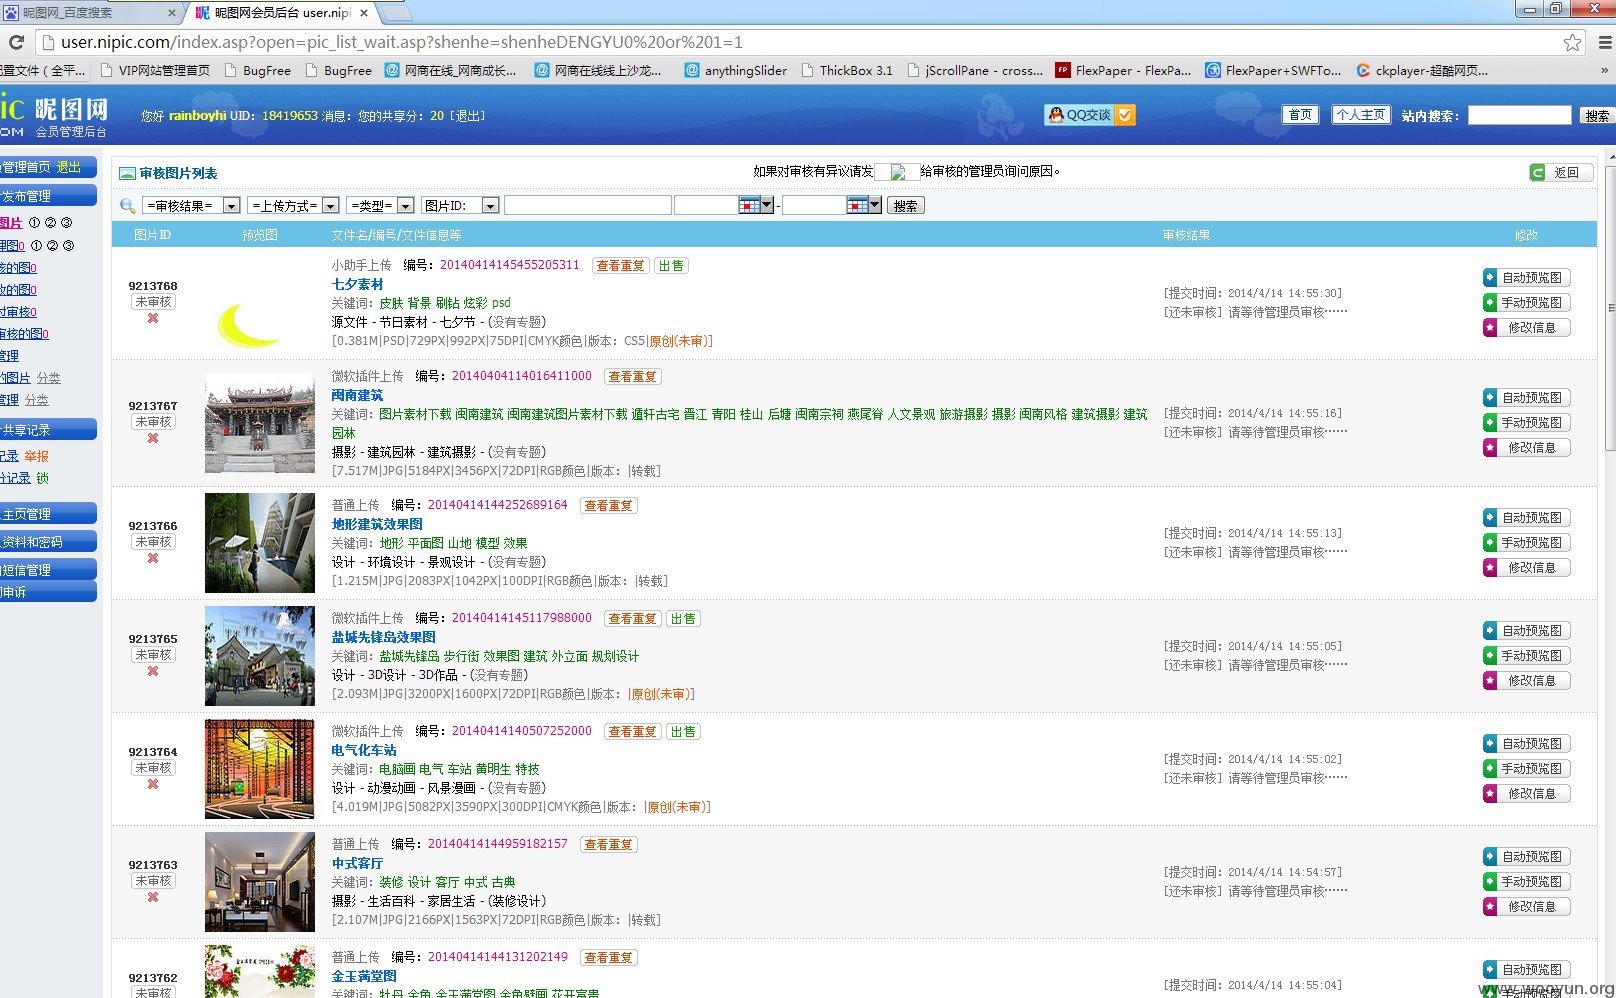 昵图网_百度搜索
昵图网会员后台 user.nipi
user.nipic.com/index.asp?open=pic_list_wait.asp?shenhe=shenheDENGYU0%20or%201=1
置文件（全平... VIP网站管理首页 BugFree BugFree 网商在线_网商成长... 网商在线线上沙龙... anythingSlider ThickBox 3.1 jScrollPane - cross... FlexPaper - FlexPa... FlexPaper+SWFTo... ckplayer-超酷网页... »
ic 昵图网
OM 会员管理后台
您好 rainboyhi UID：18419653 消息：您的共享分：20 [退出]
QQ交谈
首页 个人主页 站内搜索： 搜索
管理首页 退出
发布管理
图片 ① ② ③
理图0 ① ② ③
核的图0
改的图0
时审核0
审核的图0
管理
的图片 分类
管理 分类
共享记录
记录 举报
分记录 锁
主页管理
资料和密码
短信管理
申诉
审核图片列表
如果对审核有异议请发 给审核的管理员询问原因。
返回
=审核结果= =上传方式= =类型= 图片ID: - 搜索
图片ID 预览图 文件名/编号/文件信息等 审核结果 修改
9213768
未审核
小助手上传 编号：20140414145455205311 查看重复 出售
七夕素材
关键词：皮肤 背景 刷钻 炫彩 psd
源文件 - 节日素材 - 七夕节 - (没有专题)
[0.381M|PSD|729PX|992PX|75DPI|CMYK颜色|版本：CS5|原创(未审)]
[提交时间：2014/4/14 14:55:30]
[还未审核] 请等待管理员审核……
自动预览图
手动预览图
修改信息
9213767
未审核
微软插件上传 编号：20140404114016411000 查看重复
闽南建筑
关键词：图片素材下载 闽南建筑 闽南建筑图片素材下载 遁轩古宅 晋江 青阳 桂山 后塘 闽南宗祠 燕尾脊 人文景观 旅游摄影 摄影 闽南风格 建筑摄影 建筑
园林
摄影 - 建筑园林 - 建筑摄影 - (没有专题)
[7.517M|JPG|5184PX|3456PX|72DPI|RGB颜色|版本：|转载]
[提交时间：2014/4/14 14:55:16]
[还未审核] 请等待管理员审核……
自动预览图
手动预览图
修改信息
9213766
未审核
普通上传 编号：20140414144252689164 查看重复
地形建筑效果图
关键词：地形 平面图 山地 模型 效果
设计 - 环境设计 - 景观设计 - (没有专题)
[1.215M|JPG|2083PX|1042PX|100DPI|RGB颜色|版本：|转载]
[提交时间：2014/4/14 14:55:13]
[还未审核] 请等待管理员审核……
自动预览图
手动预览图
修改信息
9213765
未审核
微软插件上传 编号：20140414145117988000 查看重复 出售
盐城先锋岛效果图
关键词：盐城先锋岛 步行街 效果图 建筑 外立面 规划设计
设计 - 3D设计 - 3D作品 - (没有专题)
[2.093M|JPG|3200PX|1600PX|72DPI|RGB颜色|版本：|原创(未审)]
[提交时间：2014/4/14 14:55:05]
[还未审核] 请等待管理员审核……
自动预览图
手动预览图
修改信息
9213764
未审核
微软插件上传 编号：20140414140507252000 查看重复 出售
电气化车站
关键词：电脑画 电气 车站 黄明生 特技
设计 - 动漫动画 - 风景漫画 - (没有专题)
[4.019M|JPG|5082PX|3590PX|300DPI|CMYK颜色|版本：|原创(未审)]
[提交时间：2014/4/14 14:55:02]
[还未审核] 请等待管理员审核……
自动预览图
手动预览图
修改信息
9213763
未审核
普通上传 编号：20140414144959182157 查看重复
中式客厅
关键词：装修 设计 客厅 中式 古典
摄影 - 生活百科 - 家居生活 - (装修设计)
[2.107M|JPG|2166PX|1563PX|72DPI|RGB颜色|版本：|转载]
[提交时间：2014/4/14 14:54:57]
[还未审核] 请等待管理员审核……
自动预览图
手动预览图
修改信息
9213762
未审核
普通上传 编号：20140414144131202149 查看重复
金玉满堂图
关键词：牡丹 金鱼 金玉满堂图 金鱼壁画 花开富贵
[提交时间：2014/4/14 14:55:04]
自动预览图
www.wooyun.org